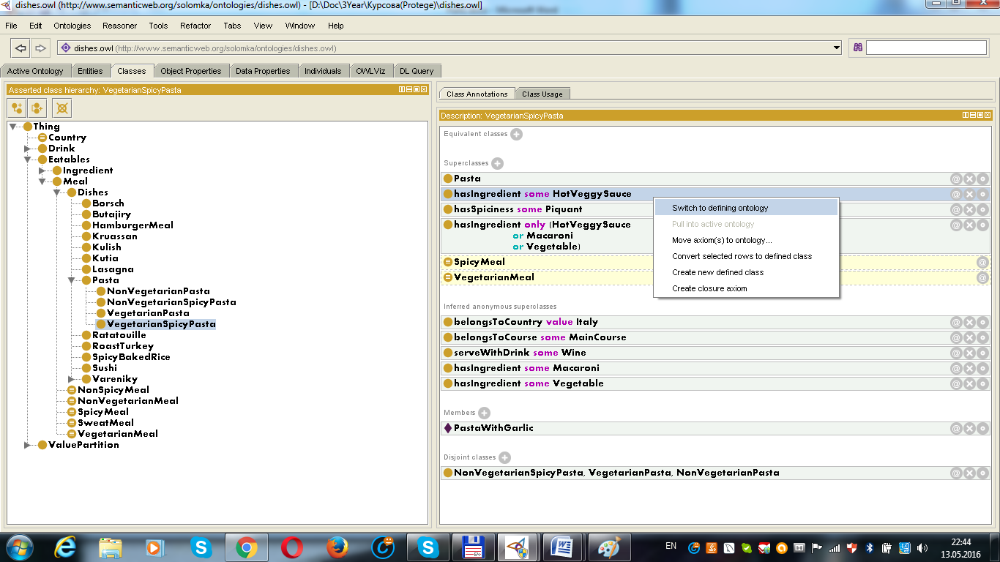 dishes.owl (http://www.semanticweb.org/solomka/ontologies/dishes.owl) - [D:\Doc\3Year\Курсова(Protege)\dishes.owl]
File Edit Ontologies Reasoner Tools Refactor Tabs View Window Help
dishes.owl (http://www.semanticweb.org/solomka/ontologies/dishes.owl)
Active Ontology Entities Classes Object Properties Data Properties Individuals OWLViz DL Query
Asserted class hierarchy: VegetarianSpicyPasta
Thing
Country
Drink
Eatables
Ingredient
Meal
Dishes
Borsch
Butajiry
HamburgerMeal
Kruassan
Kulish
Kutia
Lasagna
Pasta
NonVegetarianPasta
NonVegetarianSpicyPasta
VegetarianPasta
VegetarianSpicyPasta
Ratatouille
RoastTurkey
SpicyBakedRice
Sushi
Vareniky
NonSpicyMeal
NonVegetarianMeal
SpicyMeal
SweatMeal
VegetarianMeal
ValuePartition
Class Annotations Class Usage
Description: VegetarianSpicyPasta
Equivalent classes
Superclasses
Pasta
hasIngredient some HotVeggySauce
hasSpiciness some Piquant
hasIngredient only (HotVeggySauce
or Macaroni
or Vegetable)
SpicyMeal
VegetarianMeal
Switch to defining ontology
Pull into active ontology
Move axiom(s) to ontology...
Convert selected rows to defined class
Create new defined class
Create closure axiom
Inferred anonymous superclasses
belongsToCountry value Italy
belongsToCourse some MainCourse
serveWithDrink some Wine
hasIngredient some Macaroni
hasIngredient some Vegetable
Members
PastaWithGarlic
Disjoint classes
NonVegetarianSpicyPasta, VegetarianPasta, NonVegetarianPasta
EN
22:44
13.05.2016